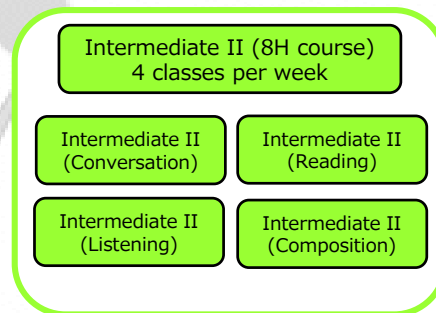 Intermediate II (8H course)
4 classes per week
Intermediate II
(Conversation)
Intermediate II
(Reading)
Intermediate II
(Listening)
Intermediate II
(Composition)